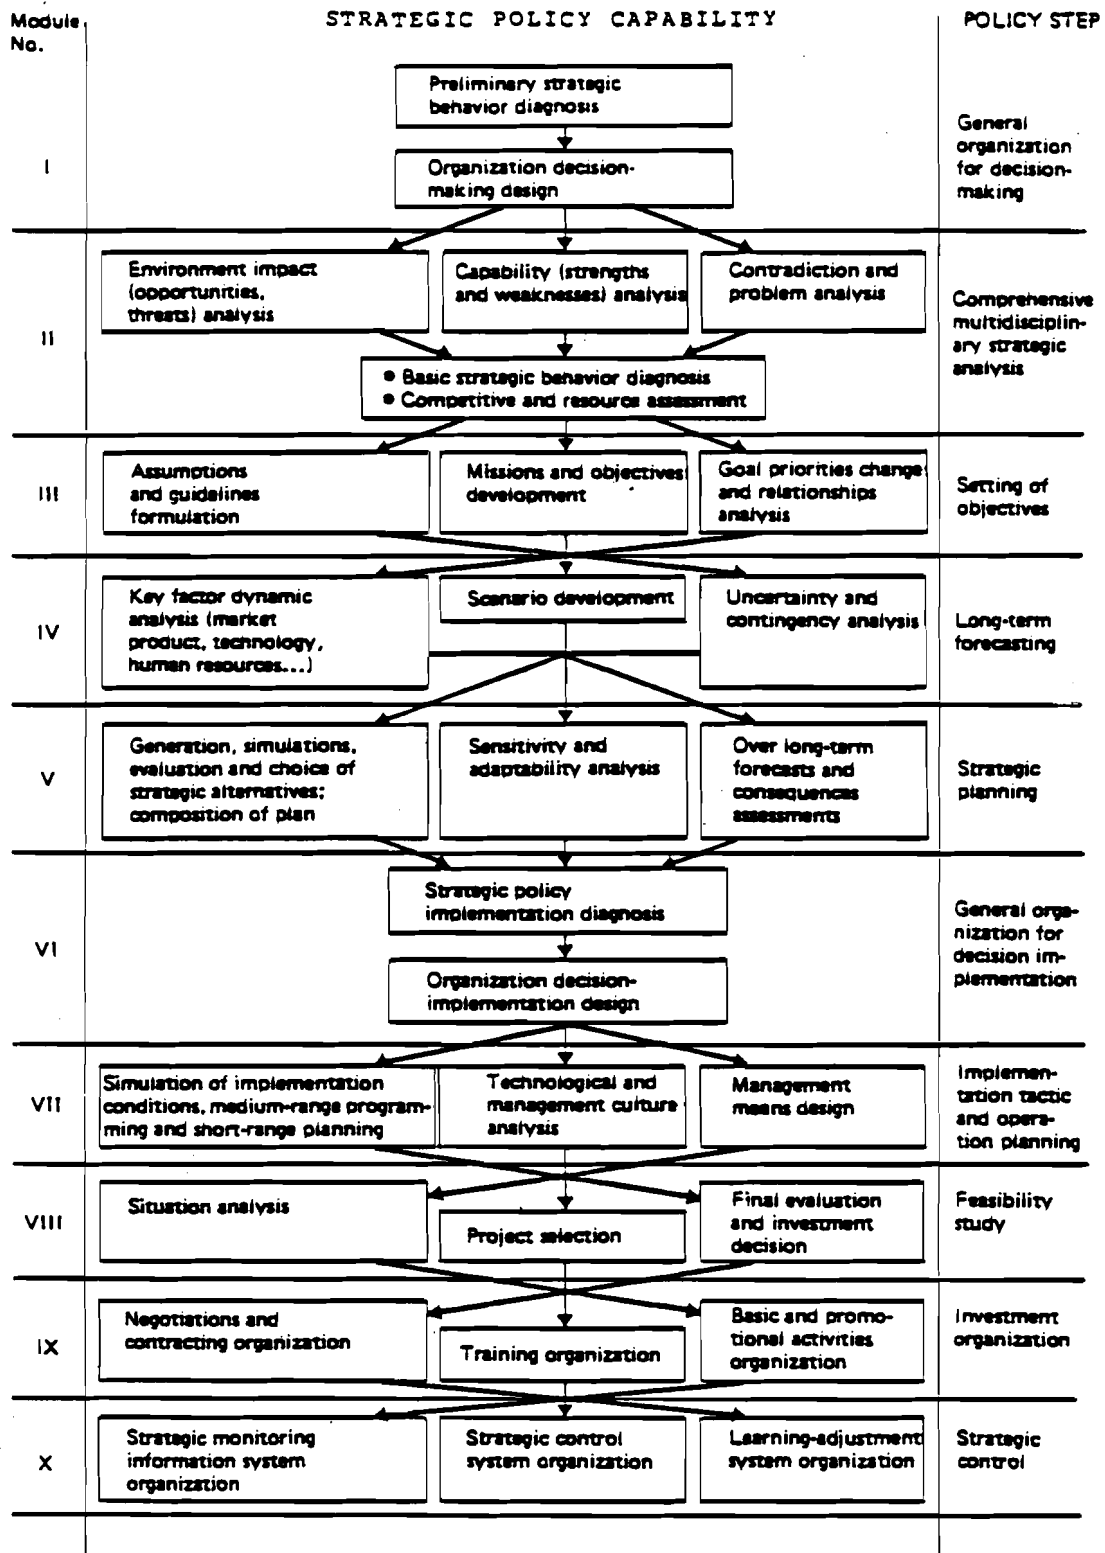 Module No.
STRATEGIC POLICY CAPABILITY
POLICY STEP
Preliminary strategic
behavior diagnosis
I
Organization decision-
making design
General
organization
for decision-
making
II
Environment impact
(opportunities,
threats) analysis
Capability (strengths
and weaknesses) analysis
Contradiction and
problem analysis
• Basic strategic behavior diagnosis
• Competitive and resource assessment
Comprehensive
multidisciplin-
ary strategic
analysis
III
Assumptions
and guidelines
formulation
Missions and objectives
development
Goal priorities change
and relationships
analysis
Setting of
objectives
IV
Key factor dynamic
analysis (market
product, technology,
human resources...)
Scenario development
Uncertainty and
contingency analysis
Long-term
forecasting
V
Generation, simulations,
evaluation and choice of
strategic alternatives;
composition of plan
Sensitivity and
adaptability analysis
Over long-term
forecasts and
consequences
assessments
Strategic
planning
VI
Strategic policy
implementation diagnosis
Organization decision-
implementation design
General orga-
nization for
decision im-
plementation
VII
Simulation of implementation
conditions, medium-range program-
ming and short-range planning
Technological and
management culture
analysis
Management
means design
Implemen-
tation tactic
and opera-
tion planning
VIII
Situation analysis
Project selection
Final evaluation
and investment
decision
Feasibility
study
IX
Negotiations and
contracting organization
Training organization
Basic and promo-
tional activities
organization
Investment
organization
X
Strategic monitoring
information system
organization
Strategic control
system organization
Learning-adjustment
system organization
Strategic
control